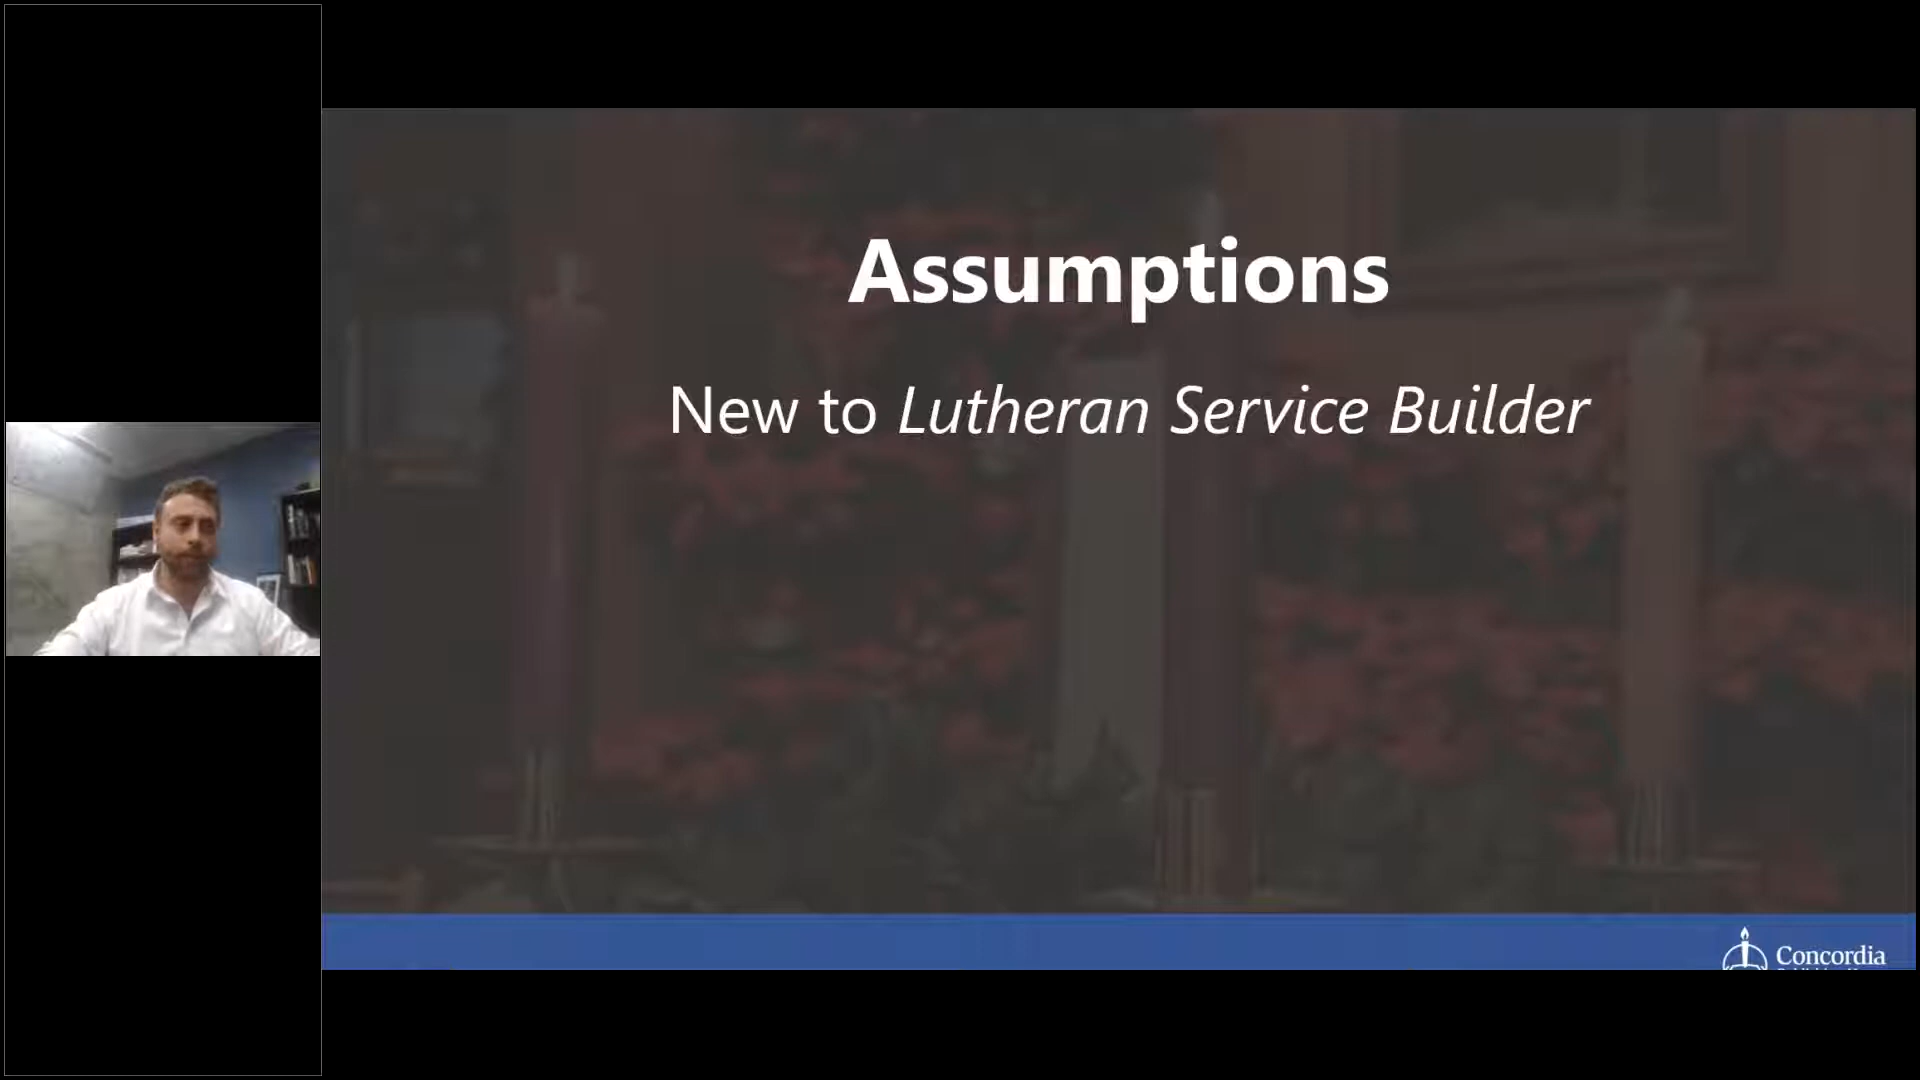 Assumptions
New to Lutheran Service Builder
Concordia